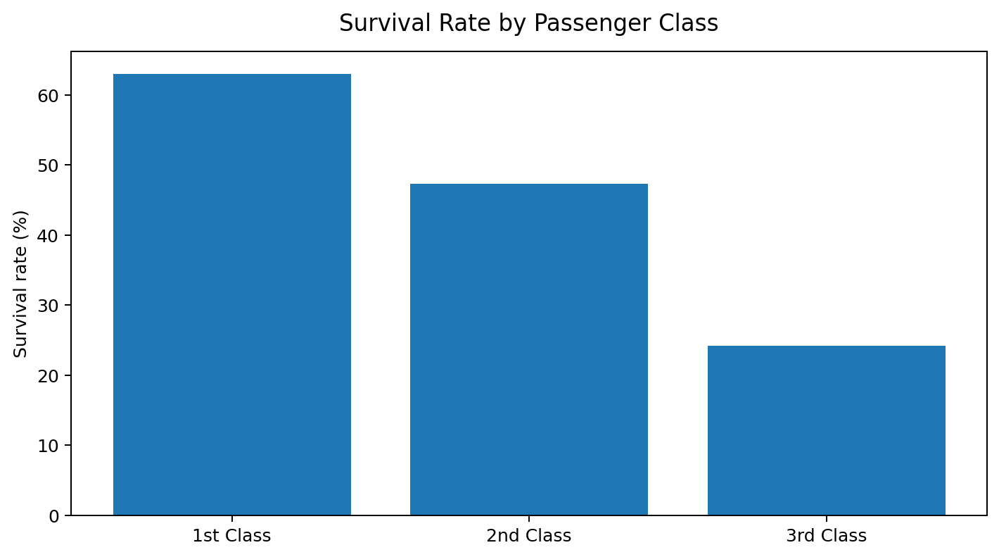 Survival Rate by Passenger Class
Survival rate (%)
60
50
40
30
20
10
0
1st Class
2nd Class
3rd Class